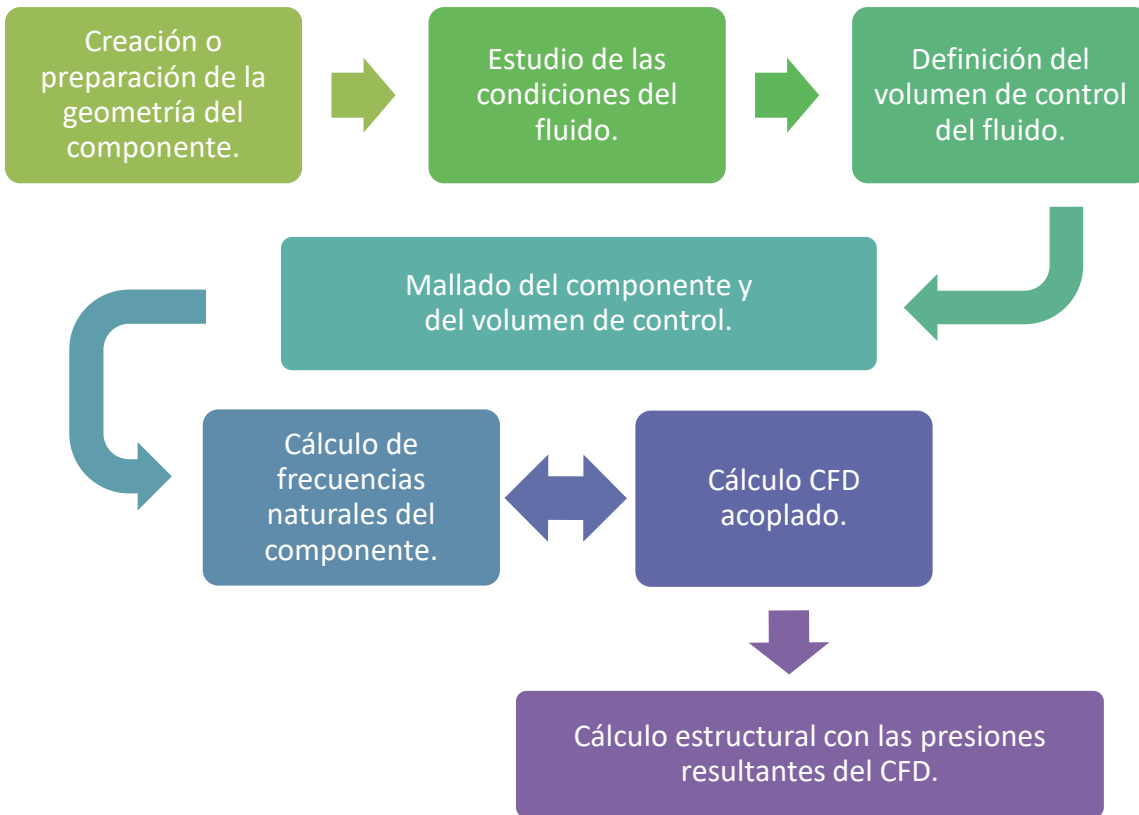 Creación o
preparación de la
geometría del
componente.
Estudio de las
condiciones del
fluido.
Definición del
volumen de control
del fluido.
Mallado del componente y
del volumen de control.
Cálculo de
frecuencias
naturales del
componente.
Cálculo CFD
acoplado.
Cálculo estructural con las presiones
resultantes del CFD.